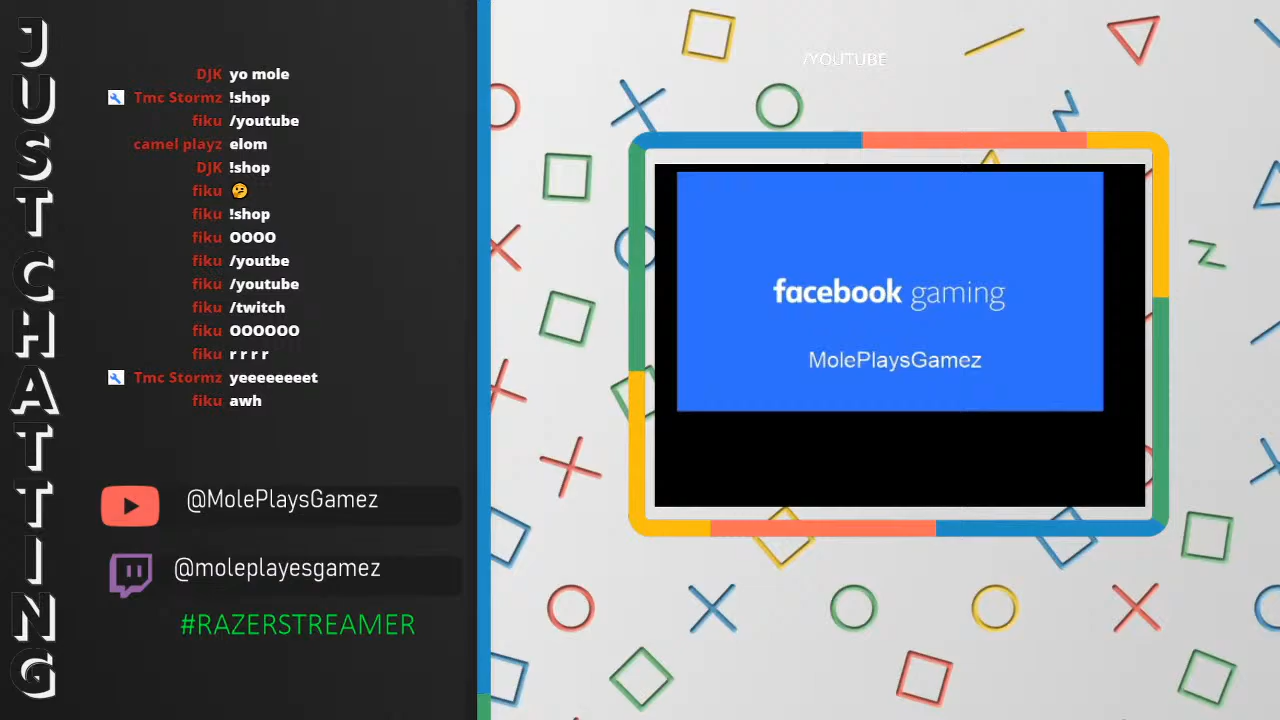 JUST CHATTING
DJK yo mole
Tmc Stormz !shop
fiku /youtube
camel playz elom
DJK !shop
fiku 🤔
fiku !shop
fiku OOOO
fiku /youtbe
fiku /youtube
fiku /twitch
fiku OOOOOO
fiku r r r r
Tmc Stormz yeeeeeeeet
fiku awh
@MolePlaysGamez
@moleplayesgamez
#RAZERSTREAMER
/YOUTUBE
facebook gaming
MolePlaysGamez